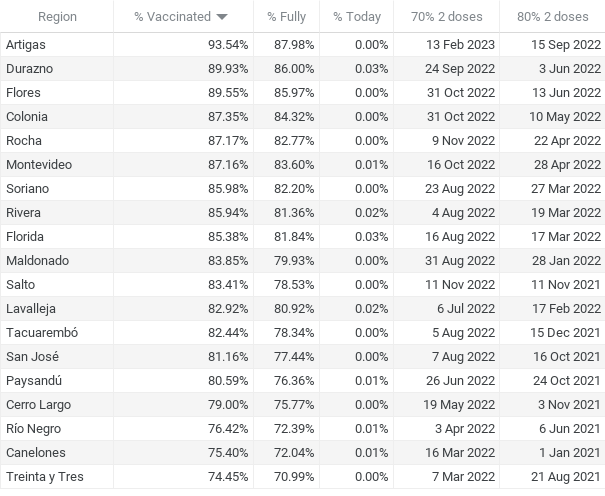 Region % Vaccinated % Fully % Today 70% 2 doses 80% 2 doses
Artigas 93.54% 87.98% 0.00% 13 Feb 2023 15 Sep 2022
Durazno 89.93% 86.00% 0.03% 24 Sep 2022 3 Jun 2022
Flores 89.55% 85.97% 0.00% 31 Oct 2022 13 Jun 2022
Colonia 87.35% 84.32% 0.00% 31 Oct 2022 10 May 2022
Rocha 87.17% 82.77% 0.00% 9 Nov 2022 22 Apr 2022
Montevideo 87.16% 83.60% 0.01% 16 Oct 2022 28 Apr 2022
Soriano 85.98% 82.20% 0.00% 23 Aug 2022 27 Mar 2022
Rivera 85.94% 81.36% 0.02% 4 Aug 2022 19 Mar 2022
Florida 85.38% 81.84% 0.03% 16 Aug 2022 17 Mar 2022
Maldonado 83.85% 79.93% 0.00% 31 Aug 2022 28 Jan 2022
Salto 83.41% 78.53% 0.00% 11 Nov 2022 11 Nov 2021
Lavalleja 82.92% 80.92% 0.02% 6 Jul 2022 17 Feb 2022
Tacuarembó 82.44% 78.34% 0.00% 5 Aug 2022 15 Dec 2021
San José 81.16% 77.44% 0.00% 7 Aug 2022 16 Oct 2021
Paysandú 80.59% 76.36% 0.01% 26 Jun 2022 24 Oct 2021
Cerro Largo 79.00% 75.77% 0.00% 19 May 2022 3 Nov 2021
Río Negro 76.42% 72.39% 0.01% 3 Apr 2022 6 Jun 2021
Canelones 75.40% 72.04% 0.01% 16 Mar 2022 1 Jan 2021
Treinta y Tres 74.45% 70.99% 0.00% 7 Mar 2022 21 Aug 2021